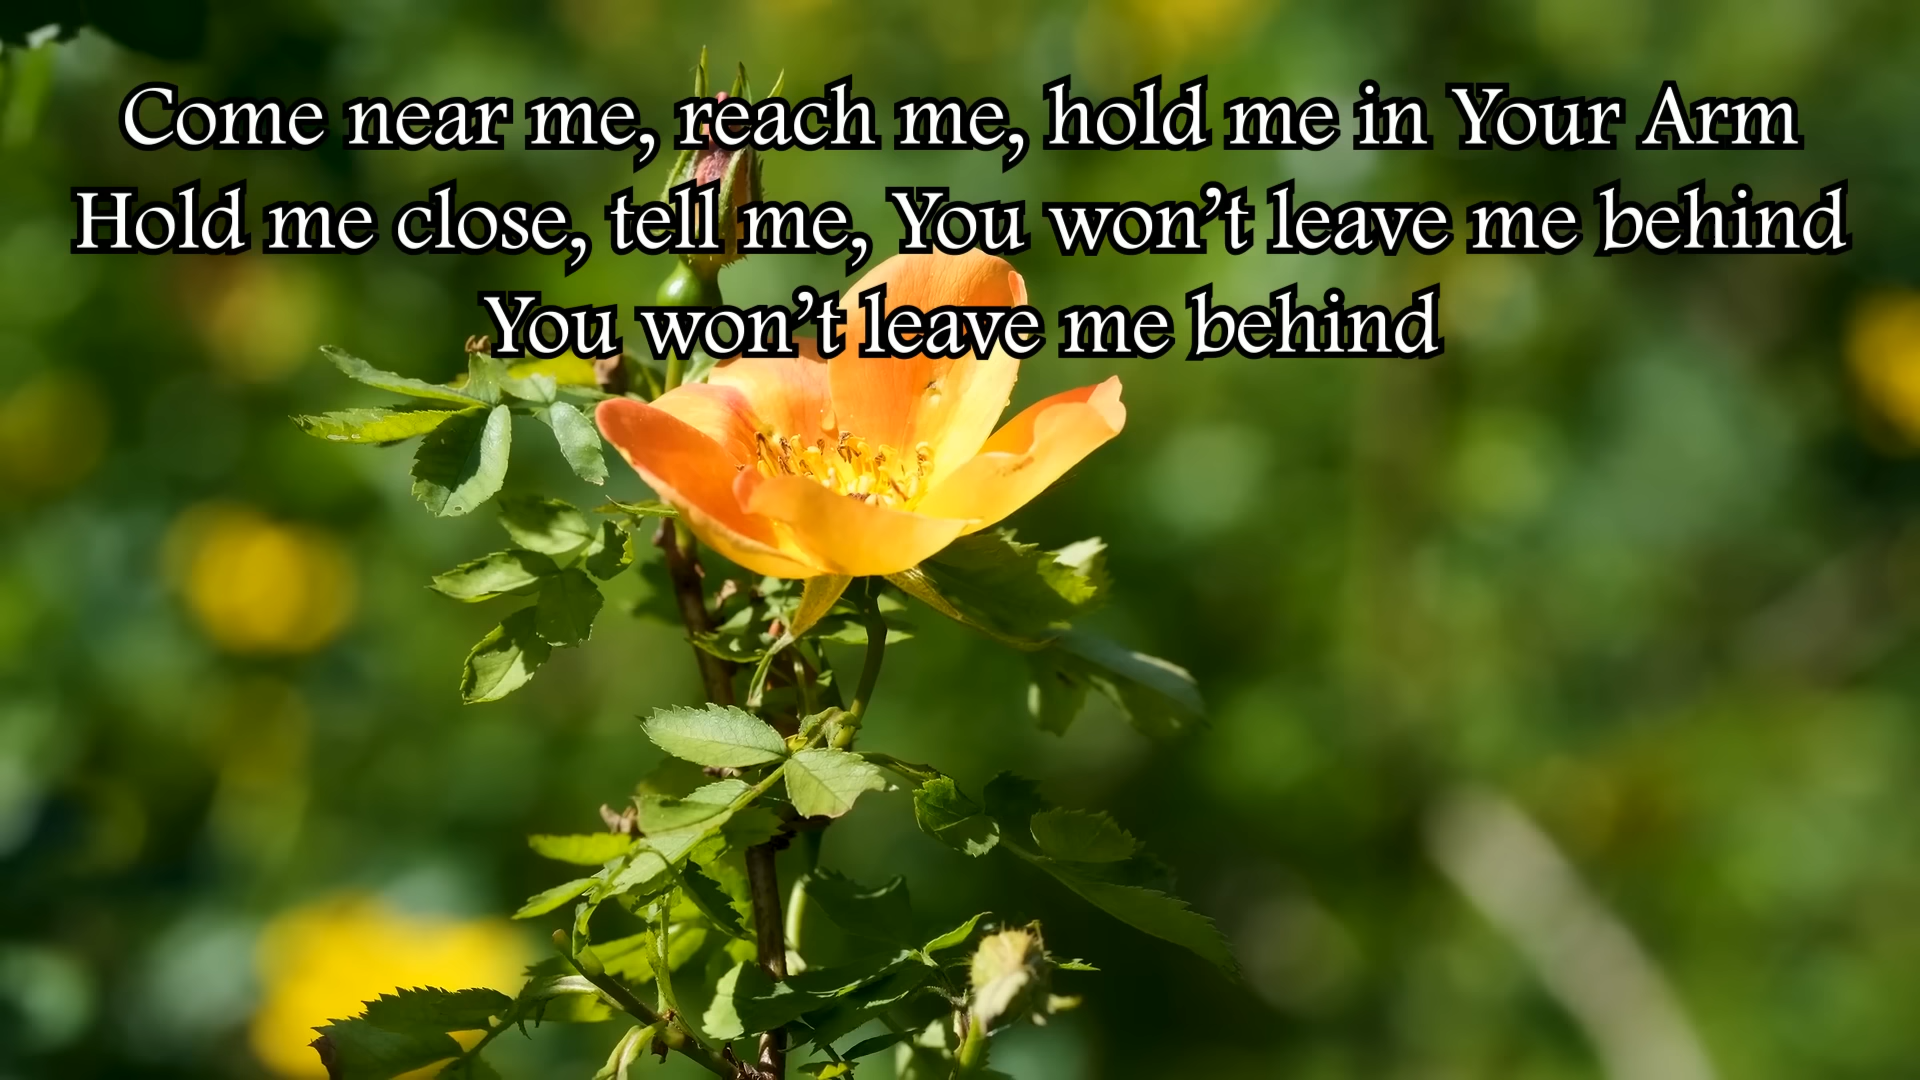 Come near me, reach me, hold me in Your Arm
Hold me close, tell me, You won’t leave me behind
You won’t leave me behind